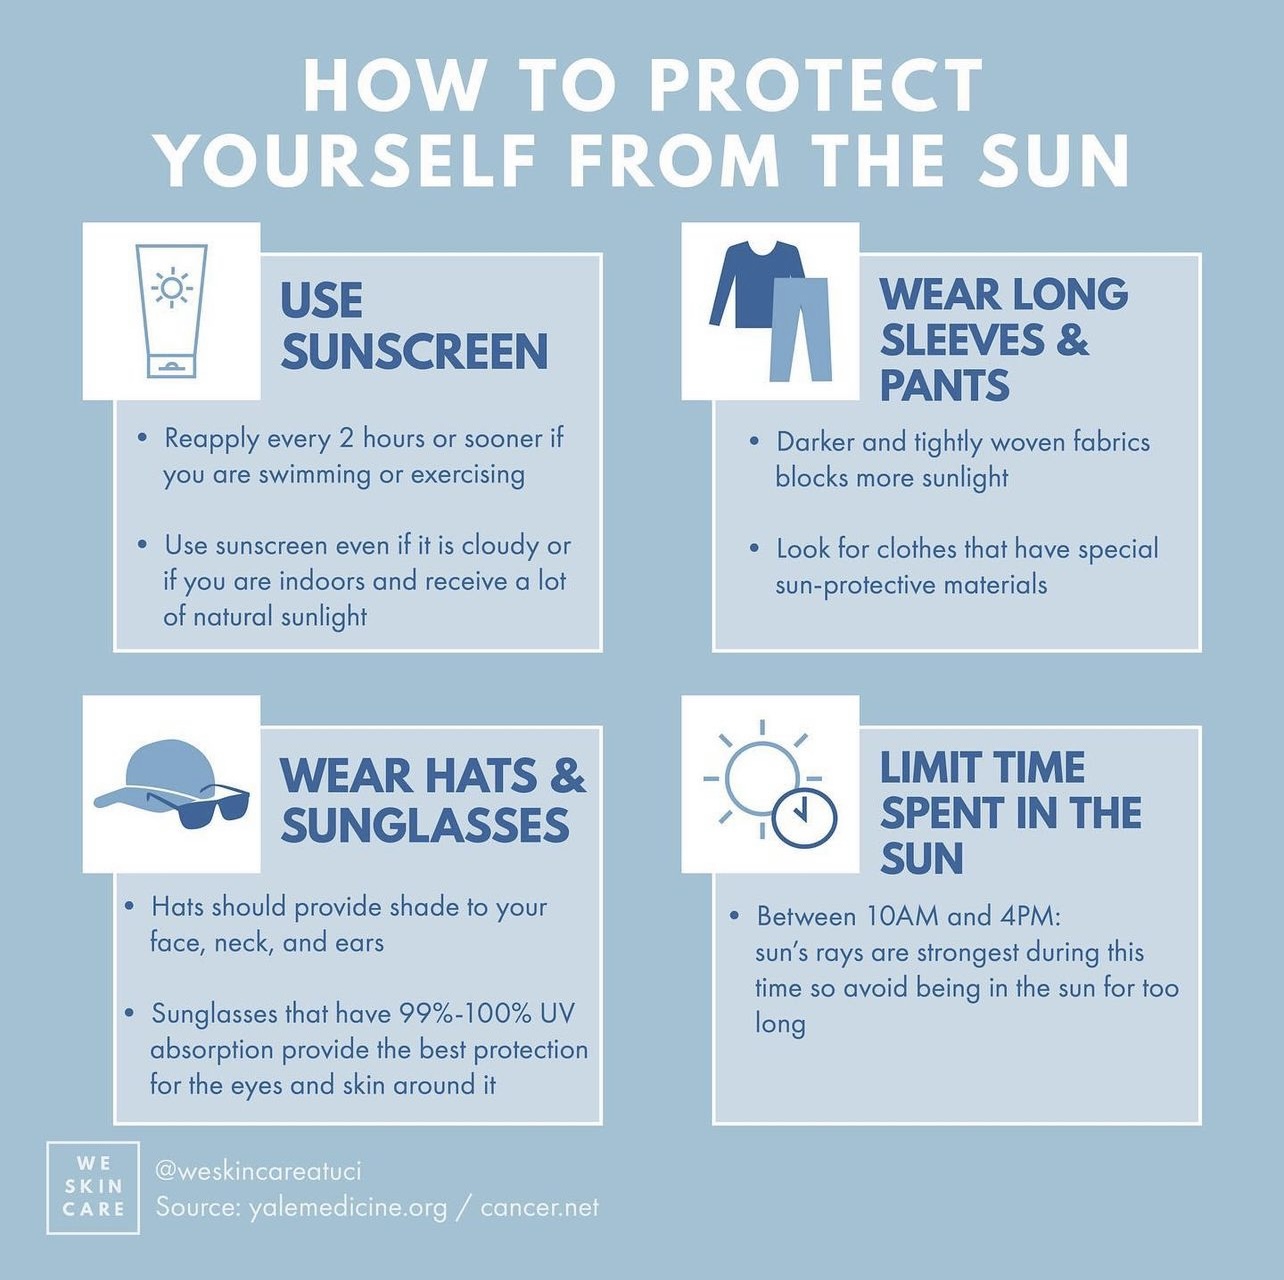 HOW TO PROTECT
YOURSELF FROM THE SUN
USE
SUNSCREEN
• Reapply every 2 hours or sooner if
you are swimming or exercising
• Use sunscreen even if it is cloudy or
if you are indoors and receive a lot
of natural sunlight
WEAR LONG
SLEEVES &
PANTS
• Darker and tightly woven fabrics
blocks more sunlight
• Look for clothes that have special
sun-protective materials
WEAR HATS &
SUNGLASSES
• Hats should provide shade to your
face, neck, and ears
• Sunglasses that have 99%-100% UV
absorption provide the best protection
for the eyes and skin around it
LIMIT TIME
SPENT IN THE
SUN
• Between 10AM and 4PM:
sun's rays are strongest during this
time so avoid being in the sun for too
long
WE
SKIN
CARE
@weskincareatuci
Source: yalemedicine.org / cancer.net